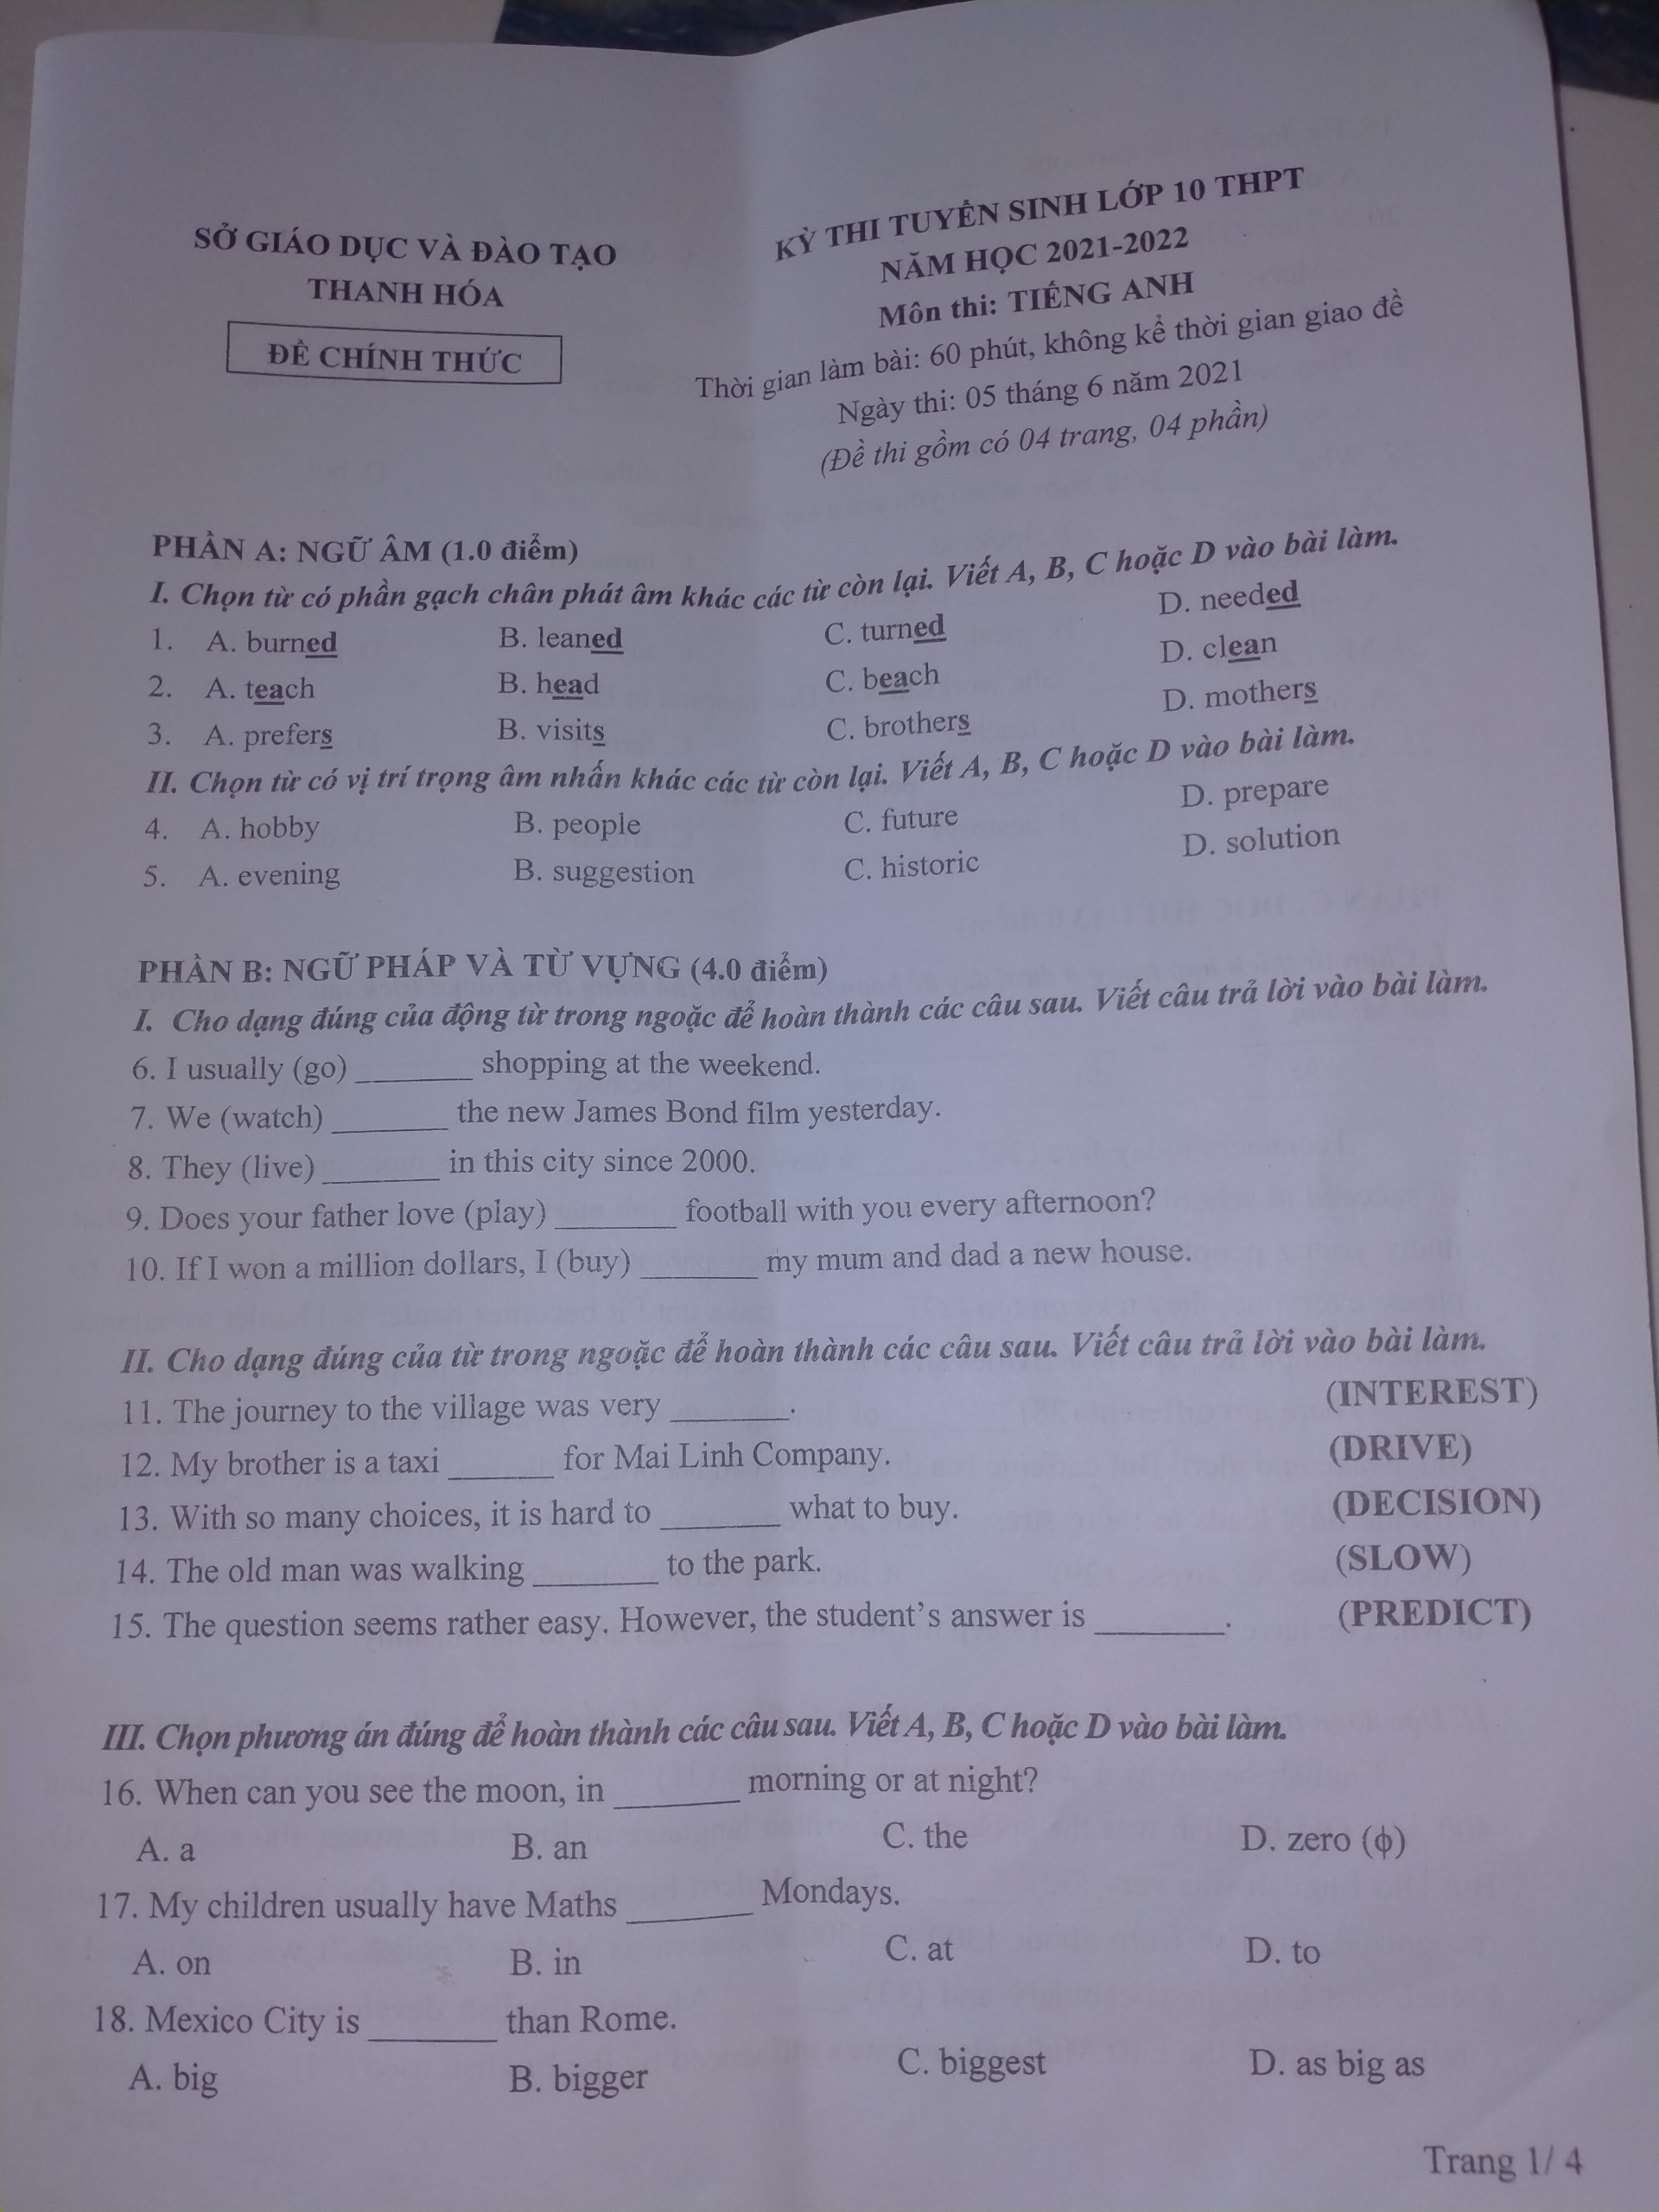 SỞ GIÁO DỤC VÀ ĐÀO TẠO
THANH HÓA
ĐỀ CHÍNH THỨC
KỲ THI TUYỂN SINH LỚP 10 THPT
NĂM HỌC 2021-2022
Môn thi: TIẾNG ANH
Thời gian làm bài: 60 phút, không kể thời gian giao đề
Ngày thi: 05 tháng 6 năm 2021
(Đề thi gồm có 04 trang, 04 phần)
PHẦN A: NGỮ ÂM (1.0 điểm)
I. Chọn từ có phần gạch chân phát âm khác các từ còn lại. Viết A, B, C hoặc D vào bài làm.
1. A. burned B. leaned C. turned D. needed
2. A. teach B. head C. beach D. clean
3. A. prefers B. visits C. brothers D. mothers
II. Chọn từ có vị trí trọng âm nhấn khác các từ còn lại. Viết A, B, C hoặc D vào bài làm.
4. A. hobby B. people C. future D. prepare
5. A. evening B. suggestion C. historic D. solution
PHẦN B: NGỮ PHÁP VÀ TỪ VỰNG (4.0 điểm)
I. Cho dạng đúng của động từ trong ngoặc để hoàn thành các câu sau. Viết câu trả lời vào bài làm.
6. I usually (go) _______ shopping at the weekend.
7. We (watch) _______ the new James Bond film yesterday.
8. They (live) _______ in this city since 2000.
9. Does your father love (play) _______ football with you every afternoon?
10. If I won a million dollars, I (buy) _______ my mum and dad a new house.
II. Cho dạng đúng của từ trong ngoặc để hoàn thành các câu sau. Viết câu trả lời vào bài làm.
11. The journey to the village was very _______. (INTEREST)
12. My brother is a taxi _______ for Mai Linh Company. (DRIVE)
13. With so many choices, it is hard to _______ what to buy. (DECISION)
14. The old man was walking _______ to the park. (SLOW)
15. The question seems rather easy. However, the student's answer is _______. (PREDICT)
III. Chọn phương án đúng để hoàn thành các câu sau. Viết A, B, C hoặc D vào bài làm.
16. When can you see the moon, in _______ morning or at night?
A. a B. an C. the D. zero (ϕ)
17. My children usually have Maths _______ Mondays.
A. on B. in C. at D. to
18. Mexico City is _______ than Rome.
A. big B. bigger C. biggest D. as big as
Trang 1/ 4